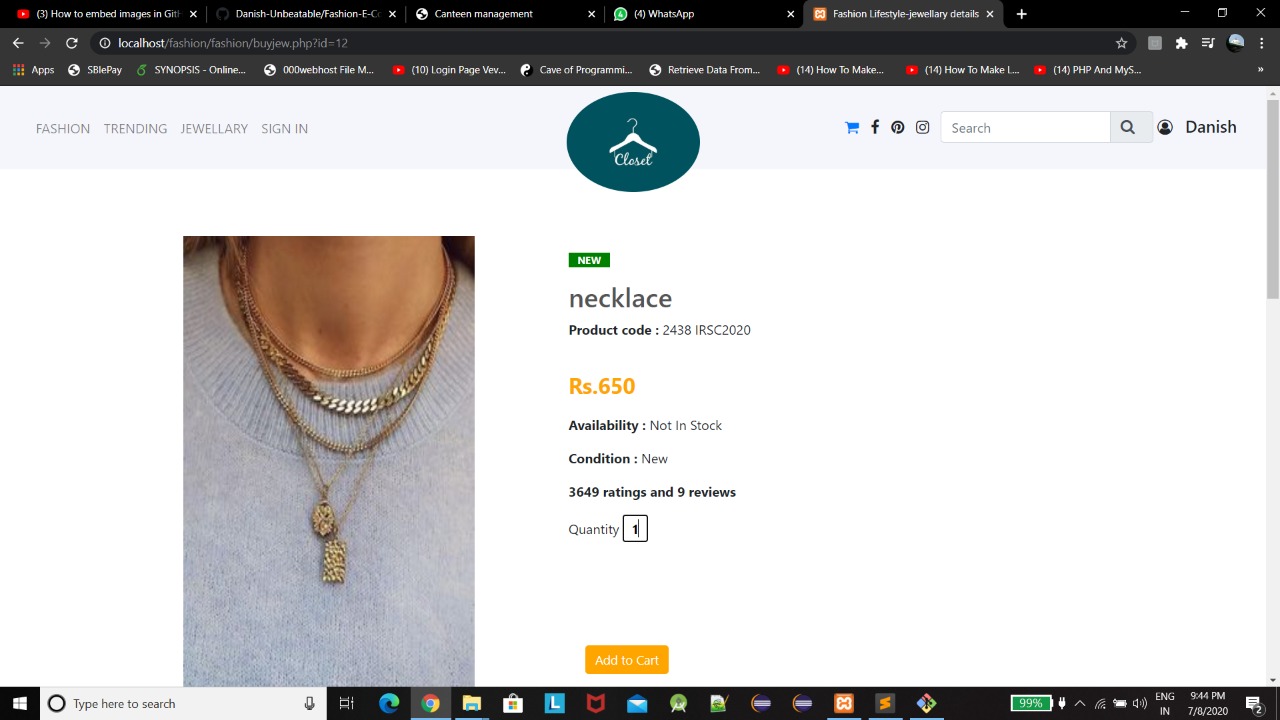 (3) How to embed images in Gith
Danish-Unbeatable/Fashion-E-Co
Canteen management
(4) WhatsApp
Fashion Lifestyle-jewellary details
localhost/fashion/fashion/buyjew.php?id=12
Apps
SBIePay
SYNOPSIS - Online...
000webhost File M...
(10) Login Page Vev...
Cave of Programmi...
Retrieve Data From...
(14) How To Make...
(14) How To Make L...
(14) PHP And MyS...
»
FASHION TRENDING JEWELLARY SIGN IN
Closet
Search
Danish
NEW
necklace
Product code : 2438 IRSC2020
Rs.650
Availability : Not In Stock
Condition : New
3649 ratings and 9 reviews
Quantity 1
Add to Cart
Type here to search
99%
ENG
IN
9:44 PM
7/8/2020
2